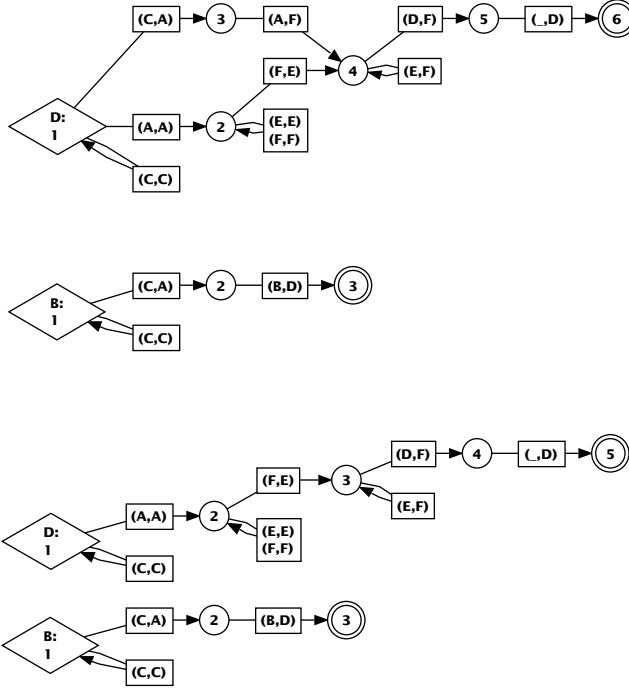 (C,A) 3 (A,F) (D,F) 5 (_,D) 6
(F,E) 4 (E,F)
D:
1
(A,A) 2 (E,E)
(F,F)
(C,C)
B:
1
(C,A) 2 (B,D) 3
(C,C)
(D,F) 4 (_,D) 5
(F,E) 3
(E,F)
D:
1
(A,A) 2
(E,E)
(F,F)
(C,C)
B:
1
(C,A) 2 (B,D) 3
(C,C)